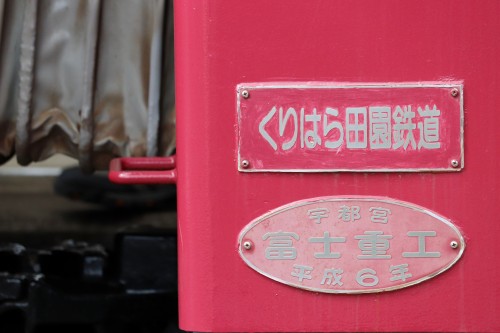 くりはら田園鉄道
宇都宮
富士重工
平成6年